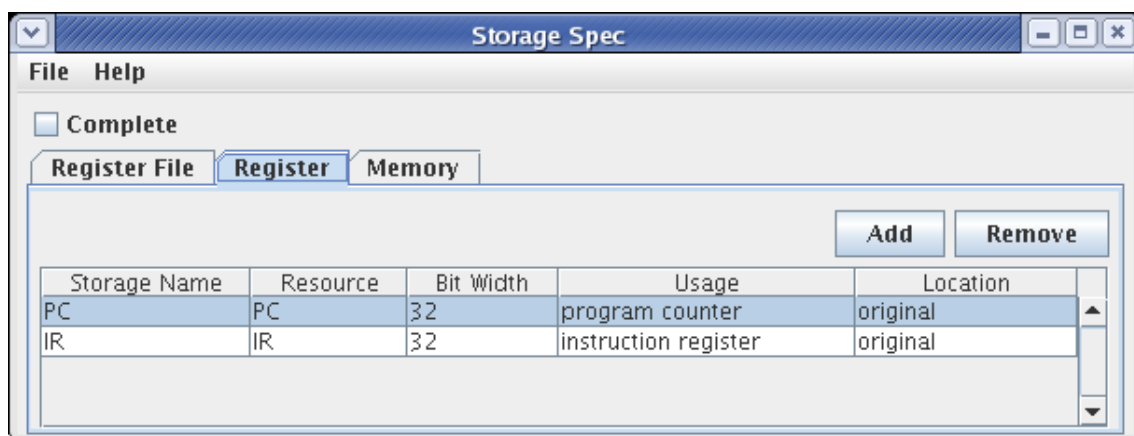 Storage Spec
File Help
Complete
Register File Register Memory
Add Remove
Storage Name Resource Bit Width Usage Location
PC PC 32 program counter original
IR IR 32 instruction register original